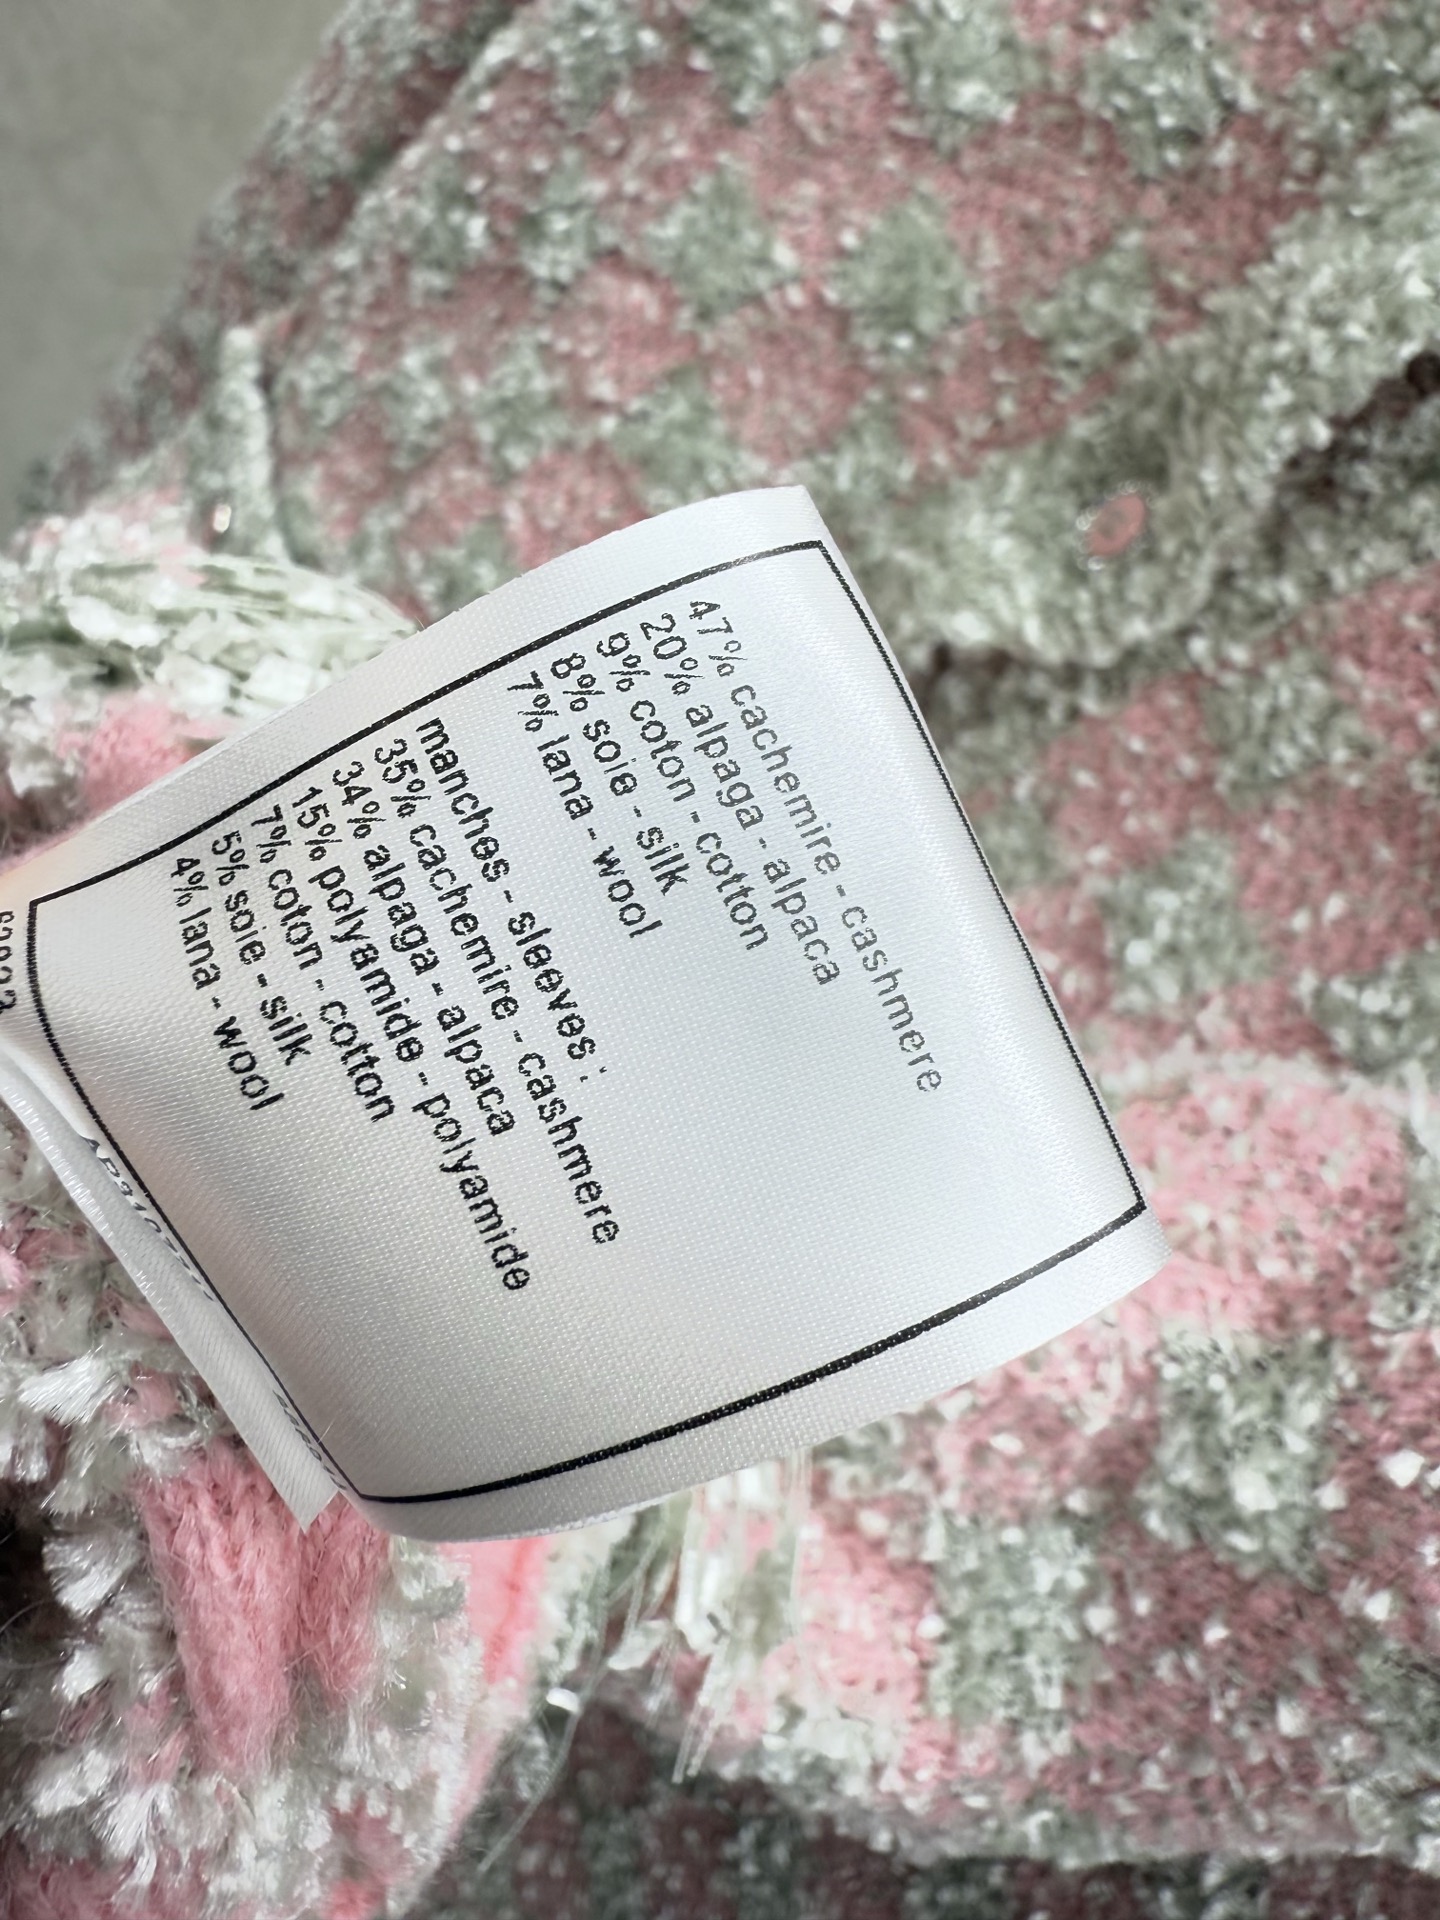 47% cachemire - cashmere
20% alpaga - alpaca
9% coton - cotton
8% soie - silk
7% lana - wool
manches - sleeves :
35% cachemire - cashmere
34% alpaga - alpaca
15% polyamide - polyamide
7% coton - cotton
5% soie - silk
4% lana - wool